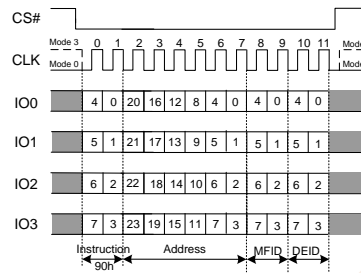 CS#
Mode 3 0 1 2 3 4 5 6 7 8 9 10 11 Mode
CLK
Mode 0 Mode
IO0 4 0 20 16 12 8 4 0 4 0 4 0
IO1 5 1 21 17 13 9 5 1 5 1 5 1
IO2 6 2 22 18 14 10 6 2 6 2 6 2
IO3 7 3 23 19 15 11 7 3 7 3 7 3
Instruction Address MFID DEID
90h